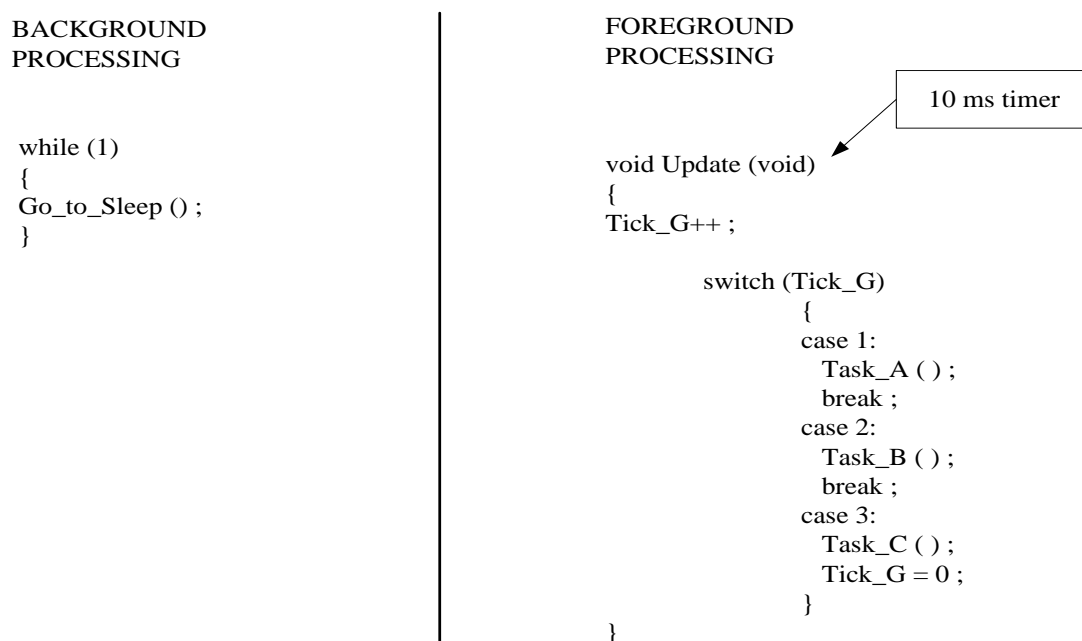 BACKGROUND
PROCESSING
while (1)
{
Go_to_Sleep () ;
}
FOREGROUND
PROCESSING
10 ms timer
void Update (void)
{
Tick_G++ ;
switch (Tick_G)
{
case 1:
Task_A ( ) ;
break ;
case 2:
Task_B ( ) ;
break ;
case 3:
Task_C ( ) ;
Tick_G = 0 ;
}
}